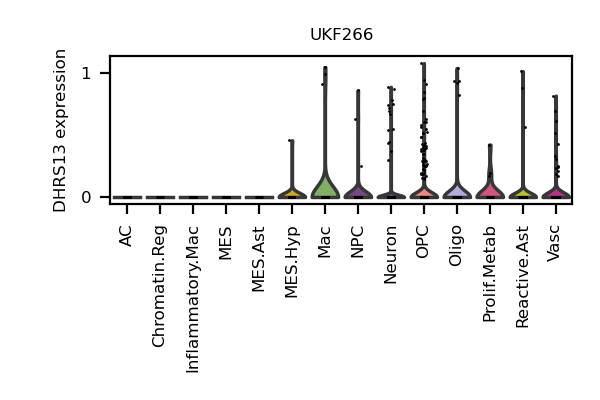 UKF266
DHRS13 expression
1
0
AC
Chromatin.Reg
Inflammatory.Mac
MES
MES.Ast
MES.Hyp
Mac
NPC
Neuron
OPC
Oligo
Prolif.Metab
Reactive.Ast
Vasc